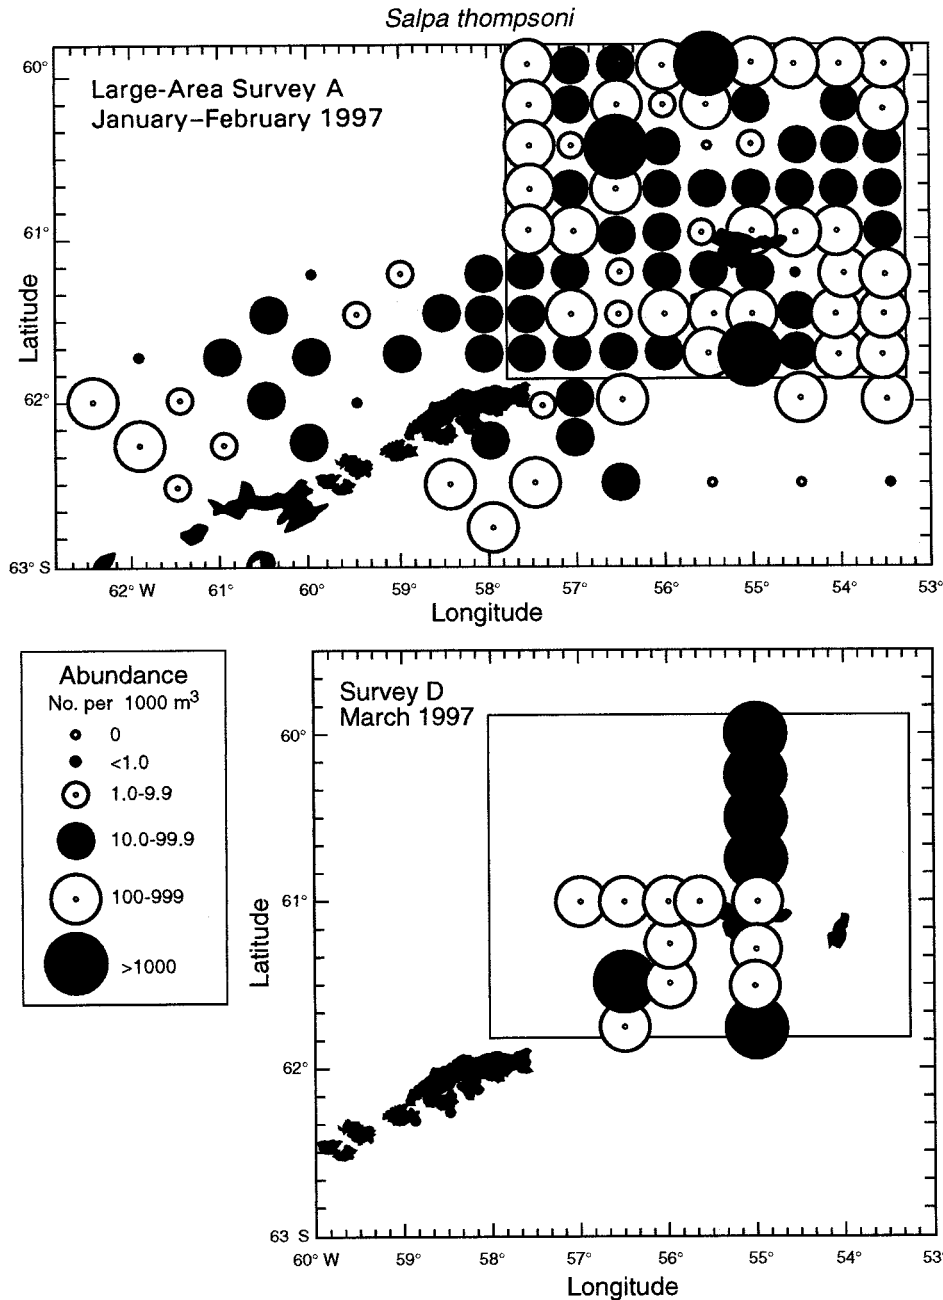 Salpa thompsoni
Large-Area Survey A
January–February 1997
60°
61°
62°
63° S
Latitude
62° W
61°
60°
59°
58°
57°
56°
55°
54°
53°
Longitude
Abundance
No. per 1000 m³
0
<1.0
1.0-9.9
10.0-99.9
100-999
>1000
Survey D
March 1997
60°
61°
62°
63 S
Latitude
60° W
59°
58°
57°
56°
55°
54°
53°
Longitude